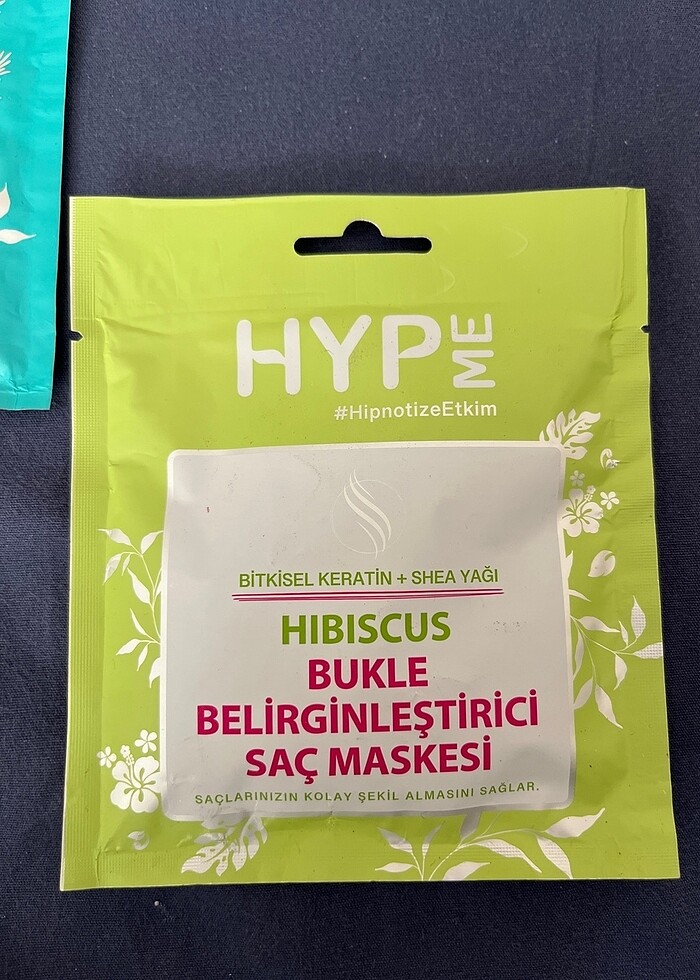 HYP ME
#HipnotizeEtkim
BİTKİSEL KERATİN + SHEA YAĞI
HIBISCUS
BUKLE
BELİRGİNLEŞTİRİCİ
SAÇ MASKESİ
SAÇLARINIZIN KOLAY ŞEKİL ALMASINI SAĞLAR.